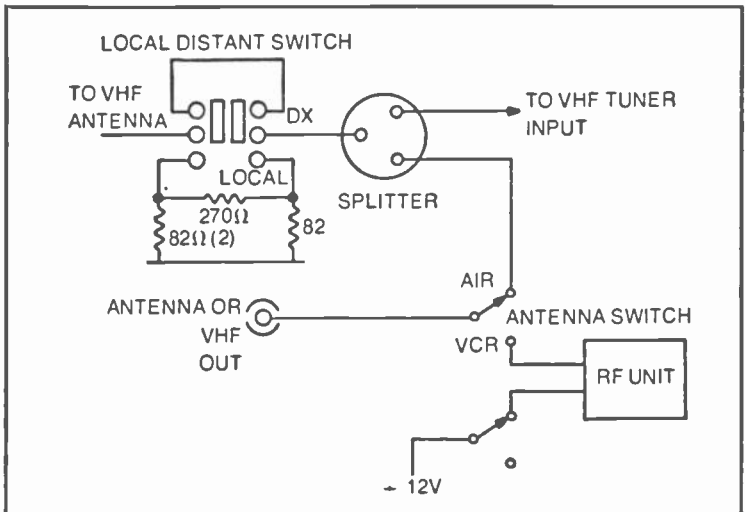 LOCAL DISTANT SWITCH
TO VHF
ANTENNA
DX
TO VHF TUNER
INPUT
LOCAL
SPLITTER
270Ω
82Ω(2)
82
AIR
ANTENNA OR
VHF
OUT
ANTENNA SWITCH
VCR
RF UNIT
+ 12V